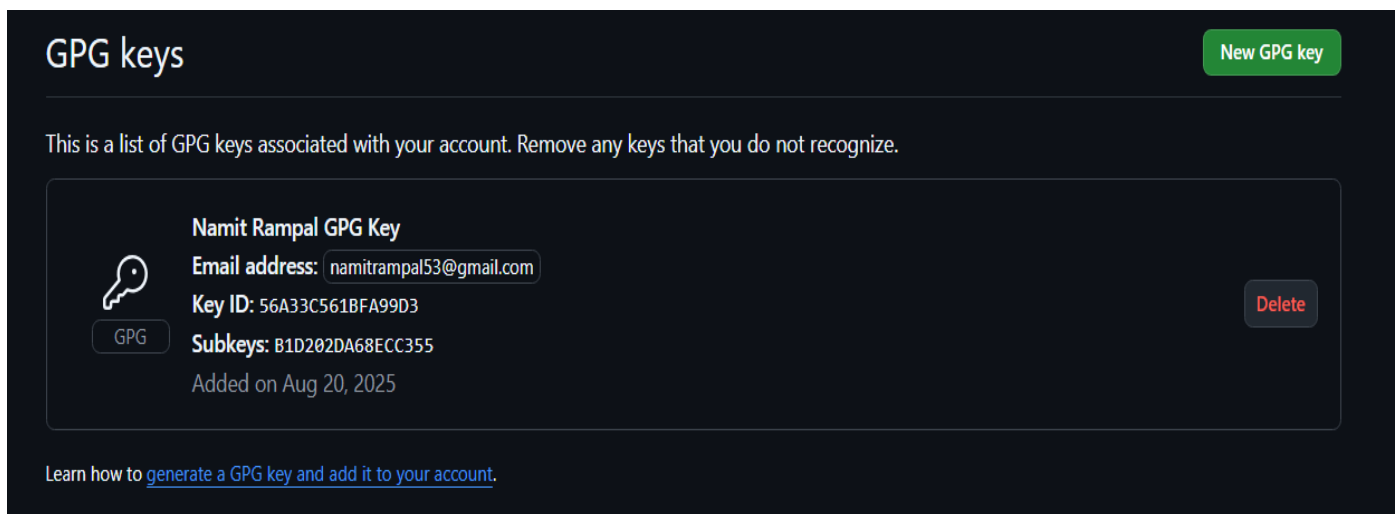 GPG keys
New GPG key
This is a list of GPG keys associated with your account. Remove any keys that you do not recognize.
Namit Rampal GPG Key
Email address: namitrampal53@gmail.com
Key ID: 56A33C561BFA99D3
GPG
Subkeys: B1D202DA68ECC355
Added on Aug 20, 2025
Delete
Learn how to generate a GPG key and add it to your account.